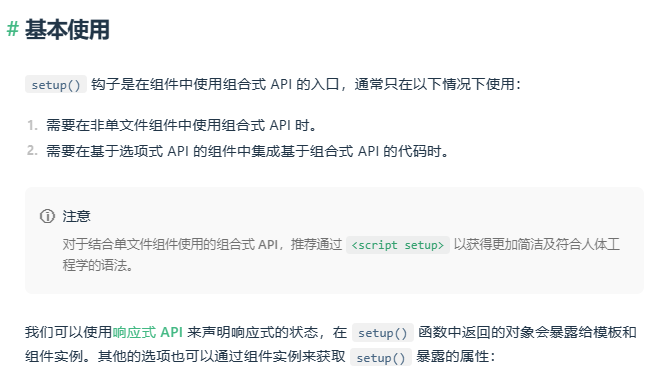 # 基本使用
setup() 钩子是在组件中使用组合式 API 的入口，通常只在以下情况下使用：
1. 需要在非单文件组件中使用组合式 API 时。
2. 需要在基于选项式 API 的组件中集成基于组合式 API 的代码时。
注意
对于结合单文件组件使用的组合式 API，推荐通过 <script setup> 以获得更加简洁及符合人体工
程学的语法。
我们可以使用响应式 API 来声明响应式的状态，在 setup() 函数中返回的对象会暴露给模板和
组件实例。其他的选项也可以通过组件实例来获取 setup() 暴露的属性：